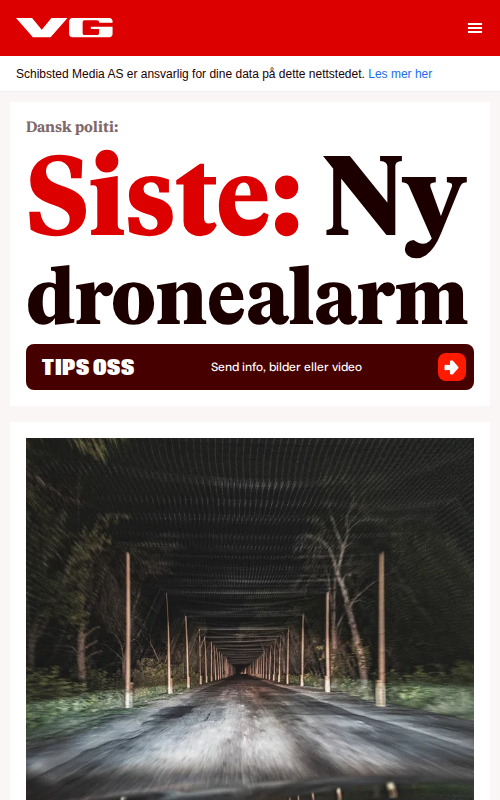 VG
Schibsted Media AS er ansvarlig for dine data på dette nettstedet. Les mer her
Dansk politi:
Siste: Ny
dronealarm
TIPS OSS Send info, bilder eller video